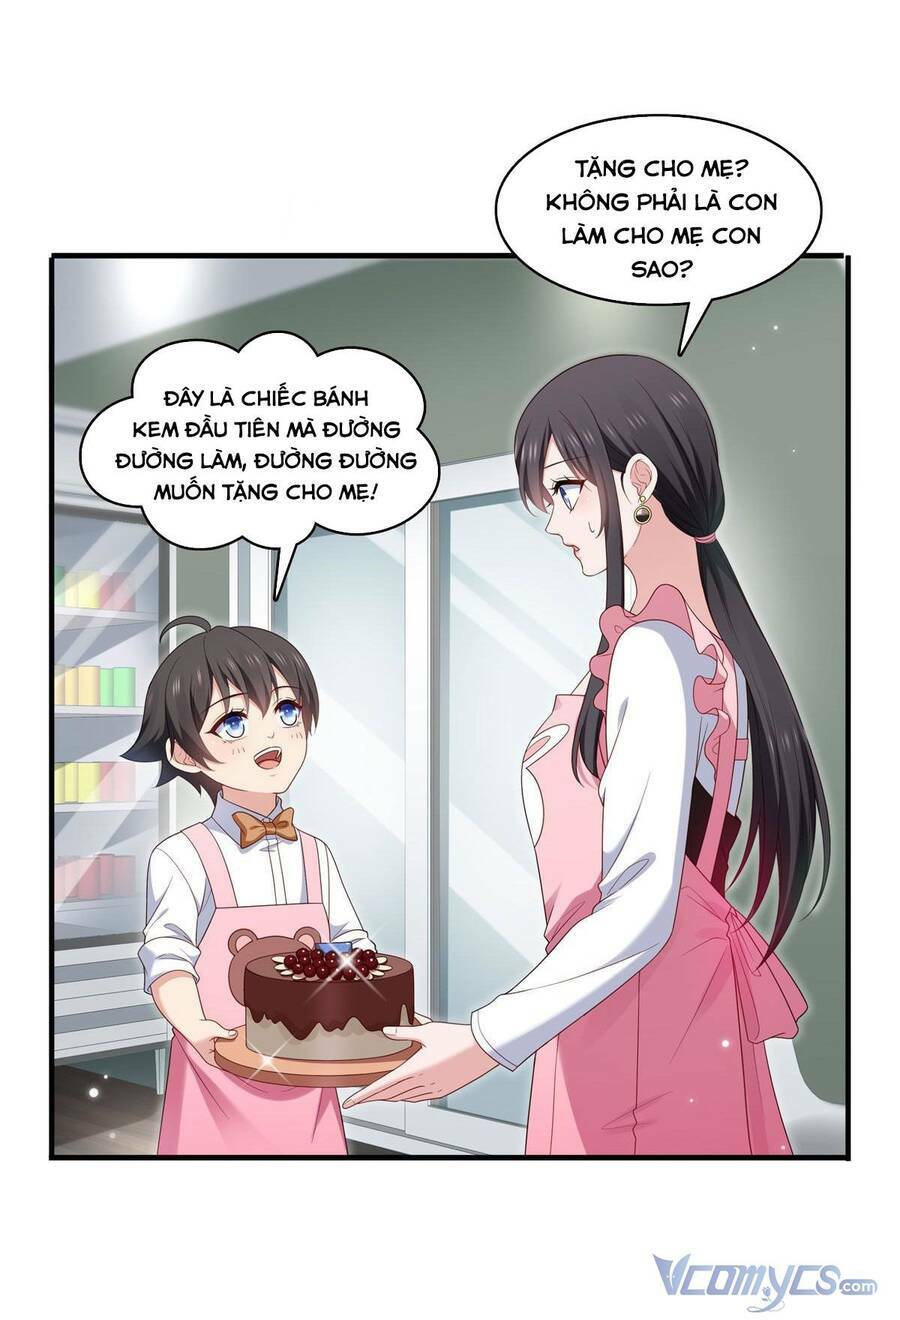 TẶNG CHO MẸ?
KHÔNG PHẢI LÀ CON
LÀM CHO MẸ CON
SAO?
ĐÂY LÀ CHIẾC BÁNH
KEM ĐẦU TIÊN MÀ ĐƯỜNG
ĐƯỜNG LÀM, ĐƯỜNG ĐƯỜNG
MUỐN TẶNG CHO MẸ!
VCOMYCS.com